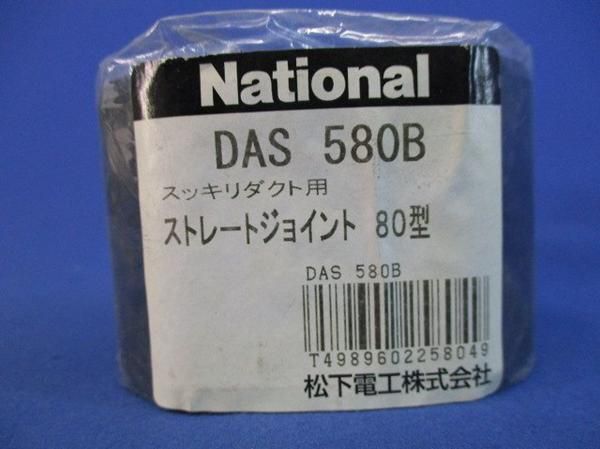 National
DAS 580B
スッキリダクト用
ストレートジョイント 80型
DAS 580B
T4989602258049
松下電工株式会社